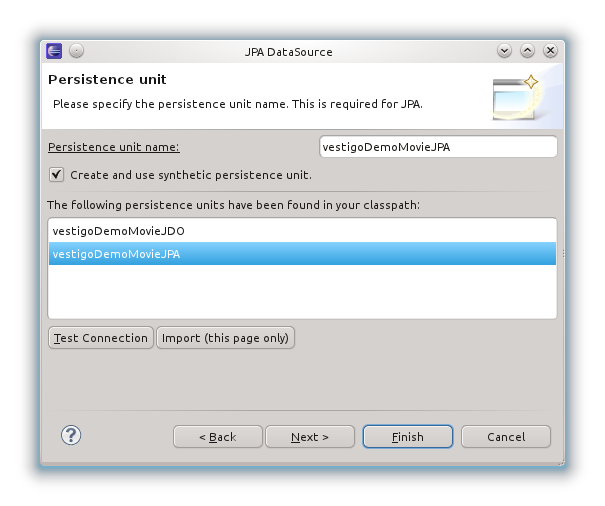 JPA DataSource
Persistence unit
Please specify the persistence unit name. This is required for JPA.
Persistence unit name: vestigoDemoMovieJPA
Create and use synthetic persistence unit.
The following persistence units have been found in your classpath:
vestigoDemoMovieJDO
vestigoDemoMovieJPA
Test Connection Import (this page only)
? < Back Next > Finish Cancel